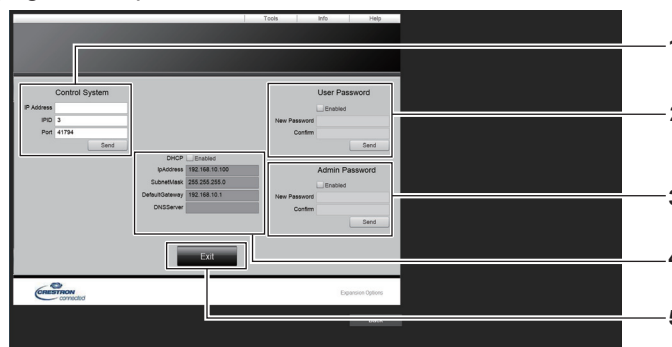 Tools Info Help
Control System
IP Address
IPID 3
Port 41794
Send
User Password
Enabled
New Password
Confirm
Send
DHCP Enabled
IpAddress 192.168.10.100
SubnetMask 255.255.255.0
DefaultGateway 192.168.10.1
DNSServer
Admin Password
Enabled
New Password
Confirm
Send
Exit
CRESTRON
connected
Expansion Options
3
4
5